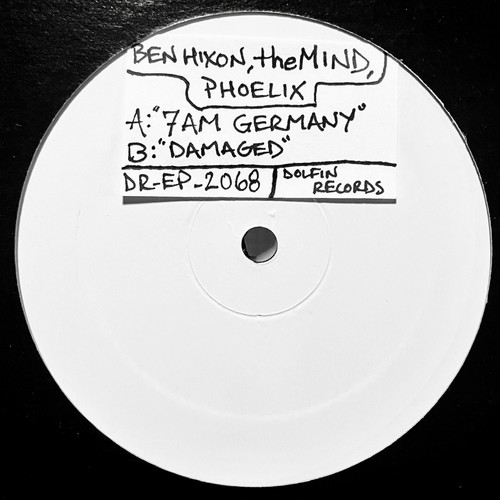 BEN HIXON, theMIND,
PHOELIX
A: "7AM GERMANY"
B: "DAMAGED"
DR-EP-2068 DOLFIN
RECORDS